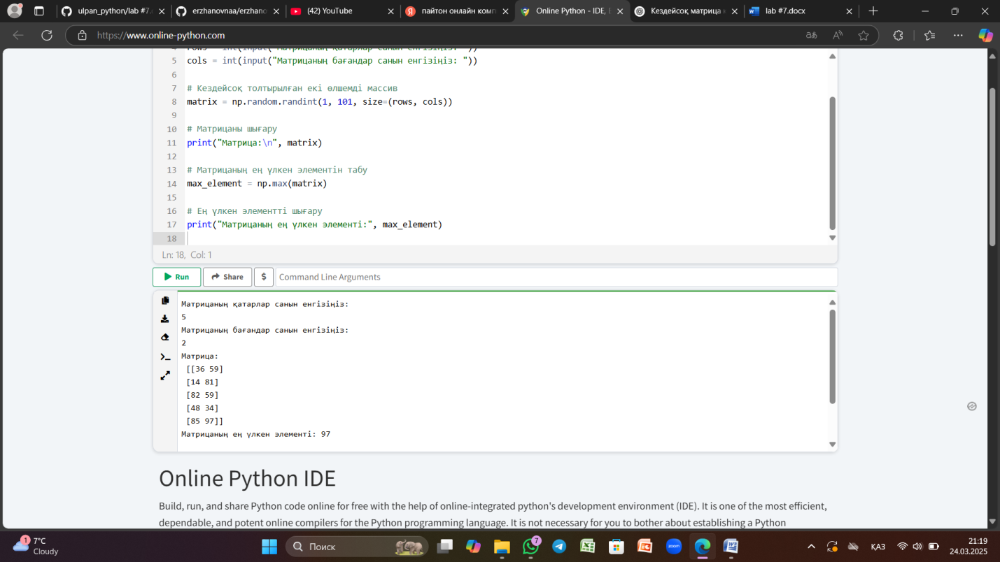 ulpan_python/lab #7.
erzhanovnaa/erzhano
(42) YouTube
пайтон онлайн комп
Online Python - IDE, E
Кездейсоқ матрица
lab #7.docx
https://www.online-python.com
5 cols = int(input("Матрицаның бағандар санын енгізіңіз: "))
6
7 # Кездейсоқ толтырылған екі өлшемді массив
8 matrix = np.random.randint(1, 101, size=(rows, cols))
9
10 # Матрицаны шығару
11 print("Матрица:\n", matrix)
12
13 # Матрицаның ең үлкен элементін табу
14 max_element = np.max(matrix)
15
16 # Ең үлкен элементті шығару
17 print("Матрицаның ең үлкен элементі:", max_element)
18
Ln: 18, Col: 1
Run
Share
$
Command Line Arguments
Матрицаның қатарлар санын енгізіңіз:
5
Матрицаның бағандар санын енгізіңіз:
2
Матрица:
[[36 59]
[14 81]
[82 59]
[48 34]
[85 97]]
Матрицаның ең үлкен элементі: 97
Online Python IDE
Build, run, and share Python code online for free with the help of online-integrated python's development environment (IDE). It is one of the most efficient,
dependable, and potent online compilers for the Python programming language. It is not necessary for you to bother about establishing a Python
1
7°C
Cloudy
Поиск
7
zoom
ҚАЗ
21:19
24.03.2025